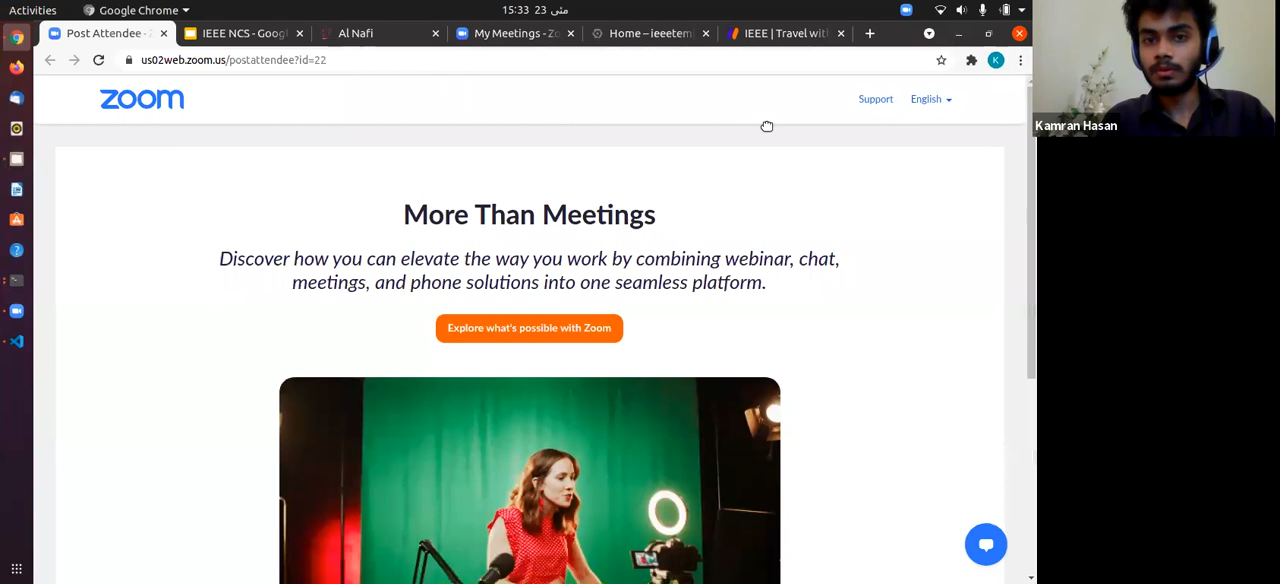 Activities
Google Chrome
15:33 23 مئی
Post Attendee - Z
IEEE NCS - Googl
Al Nafi
My Meetings - Zo
Home – ieeetem
IEEE | Travel wit
us02web.zoom.us/postattendee?id=22
K
zoom
Support
English
Kamran Hasan
More Than Meetings
Discover how you can elevate the way you work by combining webinar, chat,
meetings, and phone solutions into one seamless platform.
Explore what's possible with Zoom